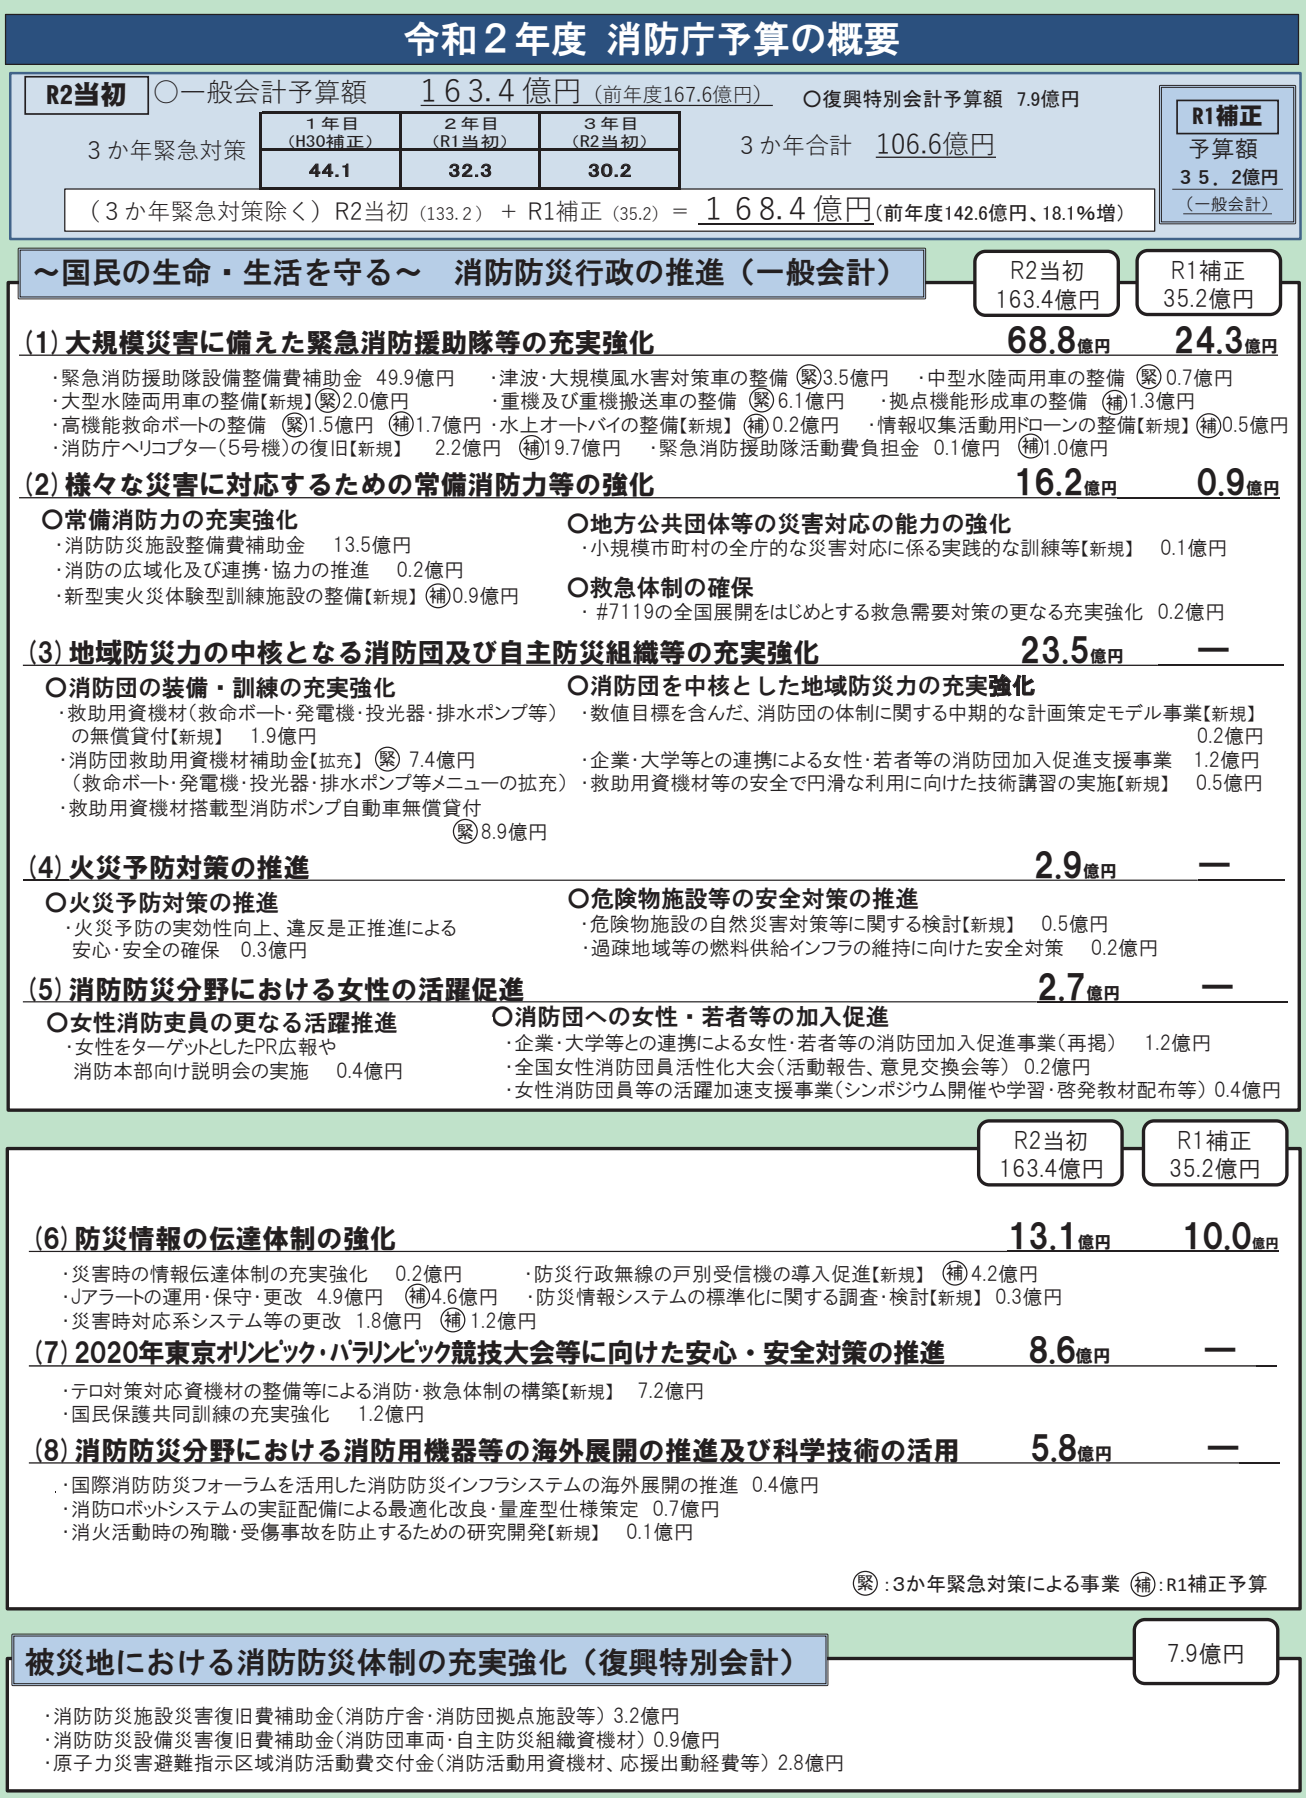 令和２年度 消防庁予算の概要
R2当初 ○一般会計予算額 １６３.４億円（前年度167.6億円） ○復興特別会計予算額 7.9億円
R1補正
予算額
３５．２億円
（一般会計）
３か年緊急対策
１年目 ２年目 ３年目
(H30補正) (R1当初) (R2当初)
44.1 32.3 30.2
３か年合計 106.6億円
（３か年緊急対策除く）R2当初（133.2） ＋ R1補正（35.2）＝ １６８.４億円(前年度142.6億円、18.1%増)
～国民の生命・生活を守る～ 消防防災行政の推進（一般会計）
R2当初 R1補正
163.4億円 35.2億円
(1) 大規模災害に備えた緊急消防援助隊等の充実強化 68.8億円 24.3億円
・緊急消防援助隊設備整備費補助金 49.9億円 ・津波・大規模風水害対策車の整備 ㊟緊3.5億円 ・中型水陸両用車の整備 緊0.7億円
・大型水陸両用車の整備【新規】緊2.0億円 ・重機及び重機搬送車の整備 緊6.1億円 ・拠点機能形成車の整備 補1.3億円
・高機能救命ボートの整備 緊1.5億円 補1.7億円 ・水上オートバイの整備【新規】補0.2億円 ・情報収集活動用ドローンの整備【新規】補0.5億円
・消防庁ヘリコプター(5号機)の復旧【新規】 2.2億円 補19.7億円 ・緊急消防援助隊活動費負担金 0.1億円 補1.0億円
(2) 様々な災害に対応するための常備消防力等の強化 16.2億円 0.9億円
○常備消防力の充実強化
・消防防災施設整備費補助金 13.5億円
・消防の広域化及び連携・協力の推進 0.2億円
・新型実火災体験型訓練施設の整備【新規】補0.9億円
○地方公共団体等の災害対応の能力の強化
・小規模市町村の全庁的な災害対応に係る実践的な訓練等【新規】 0.1億円
○救急体制の確保
・ #7119の全国展開をはじめとする救急需要対策の更なる充実強化 0.2億円
(3) 地域防災力の中核となる消防団及び自主防災組織等の充実強化 23.5億円 ―
○消防団の装備・訓練の充実強化
・救助用資機材(救命ボート・発電機・投光器・排水ポンプ等)
の無償貸付【新規】 1.9億円
・消防団救助用資機材補助金【拡充】緊 7.4億円
（救命ボート・発電機・投光器・排水ポンプ等メニューの拡充）
・救助用資機材搭載型消防ポンプ自動車無償貸付
緊8.9億円
○消防団を中核とした地域防災力の充実強化
・数値目標を含んだ、消防団の体制に関する中期的な計画策定モデル事業【新規】
0.2億円
・企業・大学等との連携による女性・若者等の消防団加入促進支援事業 1.2億円
・救助用資機材等の安全で円滑な利用に向けた技術講習の実施【新規】 0.5億円
(4) 火災予防対策の推進 2.9億円 ―
○火災予防対策の推進
・火災予防の実効性向上、違反是正推進による
安心・安全の確保 0.3億円
○危険物施設等の安全対策の推進
・危険物施設の自然災害対策等に関する検討【新規】 0.5億円
・過疎地域等の燃料供給インフラの維持に向けた安全対策 0.2億円
(5) 消防防災分野における女性の活躍促進 2.7億円 ―
○女性消防吏員の更なる活躍推進
・女性をターゲットとしたPR広報や
消防本部向け説明会の実施 0.4億円
○消防団への女性・若者等の加入促進
・企業・大学等との連携による女性・若者等の消防団加入促進事業(再掲) 1.2億円
・全国女性消防団員活性化大会(活動報告、意見交換会等) 0.2億円
・女性消防団員等の活躍加速支援事業(シンポジウム開催や学習・啓発教材配布等) 0.4億円
R2当初 R1補正
163.4億円 35.2億円
(6) 防災情報の伝達体制の強化 13.1億円 10.0億円
・災害時の情報伝達体制の充実強化 0.2億円 ・防災行政無線の戸別受信機の導入促進【新規】 補4.2億円
・Jアラートの運用・保守・更改 4.9億円 補4.6億円 ・防災情報システムの標準化に関する調査・検討【新規】 0.3億円
・災害時対応系システム等の更改 1.8億円 補1.2億円
(7) 2020年東京オリンピック・パラリンピック競技大会等に向けた安心・安全対策の推進 8.6億円 ―
・テロ対策対応資機材の整備等による消防・救急体制の構築【新規】 7.2億円
・国民保護共同訓練の充実強化 1.2億円
(8) 消防防災分野における消防用機器等の海外展開の推進及び科学技術の活用 5.8億円 ―
・国際消防防災フォーラムを活用した消防防災インフラシステムの海外展開の推進 0.4億円
・消防ロボットシステムの実証配備による最適化改良・量産型仕様策定 0.7億円
・消火活動時の殉職・受傷事故を防止するための研究開発【新規】 0.1億円
緊:3か年緊急対策による事業 補:R1補正予算
被災地における消防防災体制の充実強化（復興特別会計） 7.9億円
・消防防災施設災害復旧費補助金(消防庁舎・消防団拠点施設等) 3.2億円
・消防防災設備災害復旧費補助金(消防団車両・自主防災組織資機材) 0.9億円
・原子力災害避難指示区域消防活動費交付金(消防活動用資機材、応援出動経費等) 2.8億円